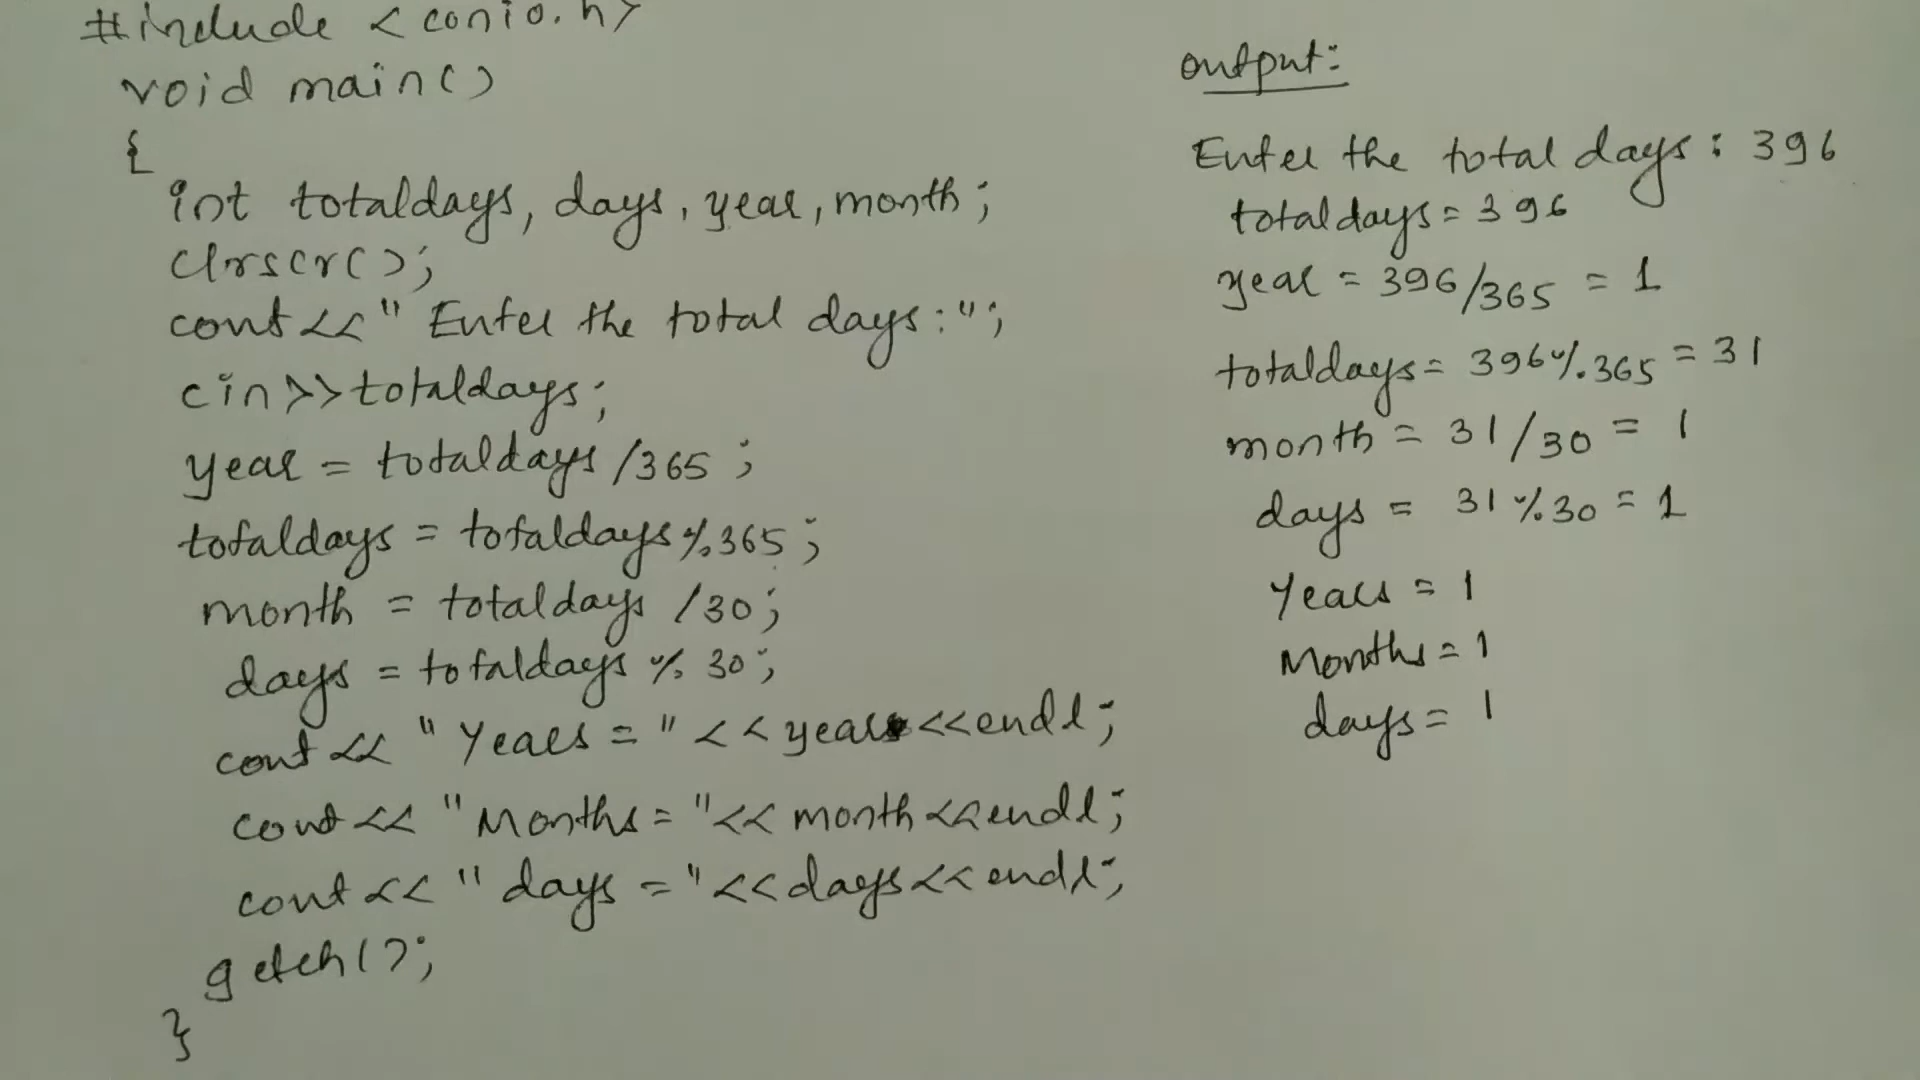 #include <conio.h>
void main()
{
int totaldays, days, year, month;
clrscr();
cout<<" Enter the total days:";
cin>>totaldays;
year = totaldays /365 ;
totaldays = totaldays%365;
month = totaldays /30;
days = totaldays % 30;
cout << " Years = " << year <<endl;
cout << "Months = "<< month <<endl;
cout << " days = "<<days<< endl;
getch();
}
output:
Enter the total days: 396
totaldays = 396
year = 396/365 = 1
totaldays = 396%365 = 31
month = 31/30 = 1
days = 31%30 = 1
Years = 1
Months = 1
days = 1